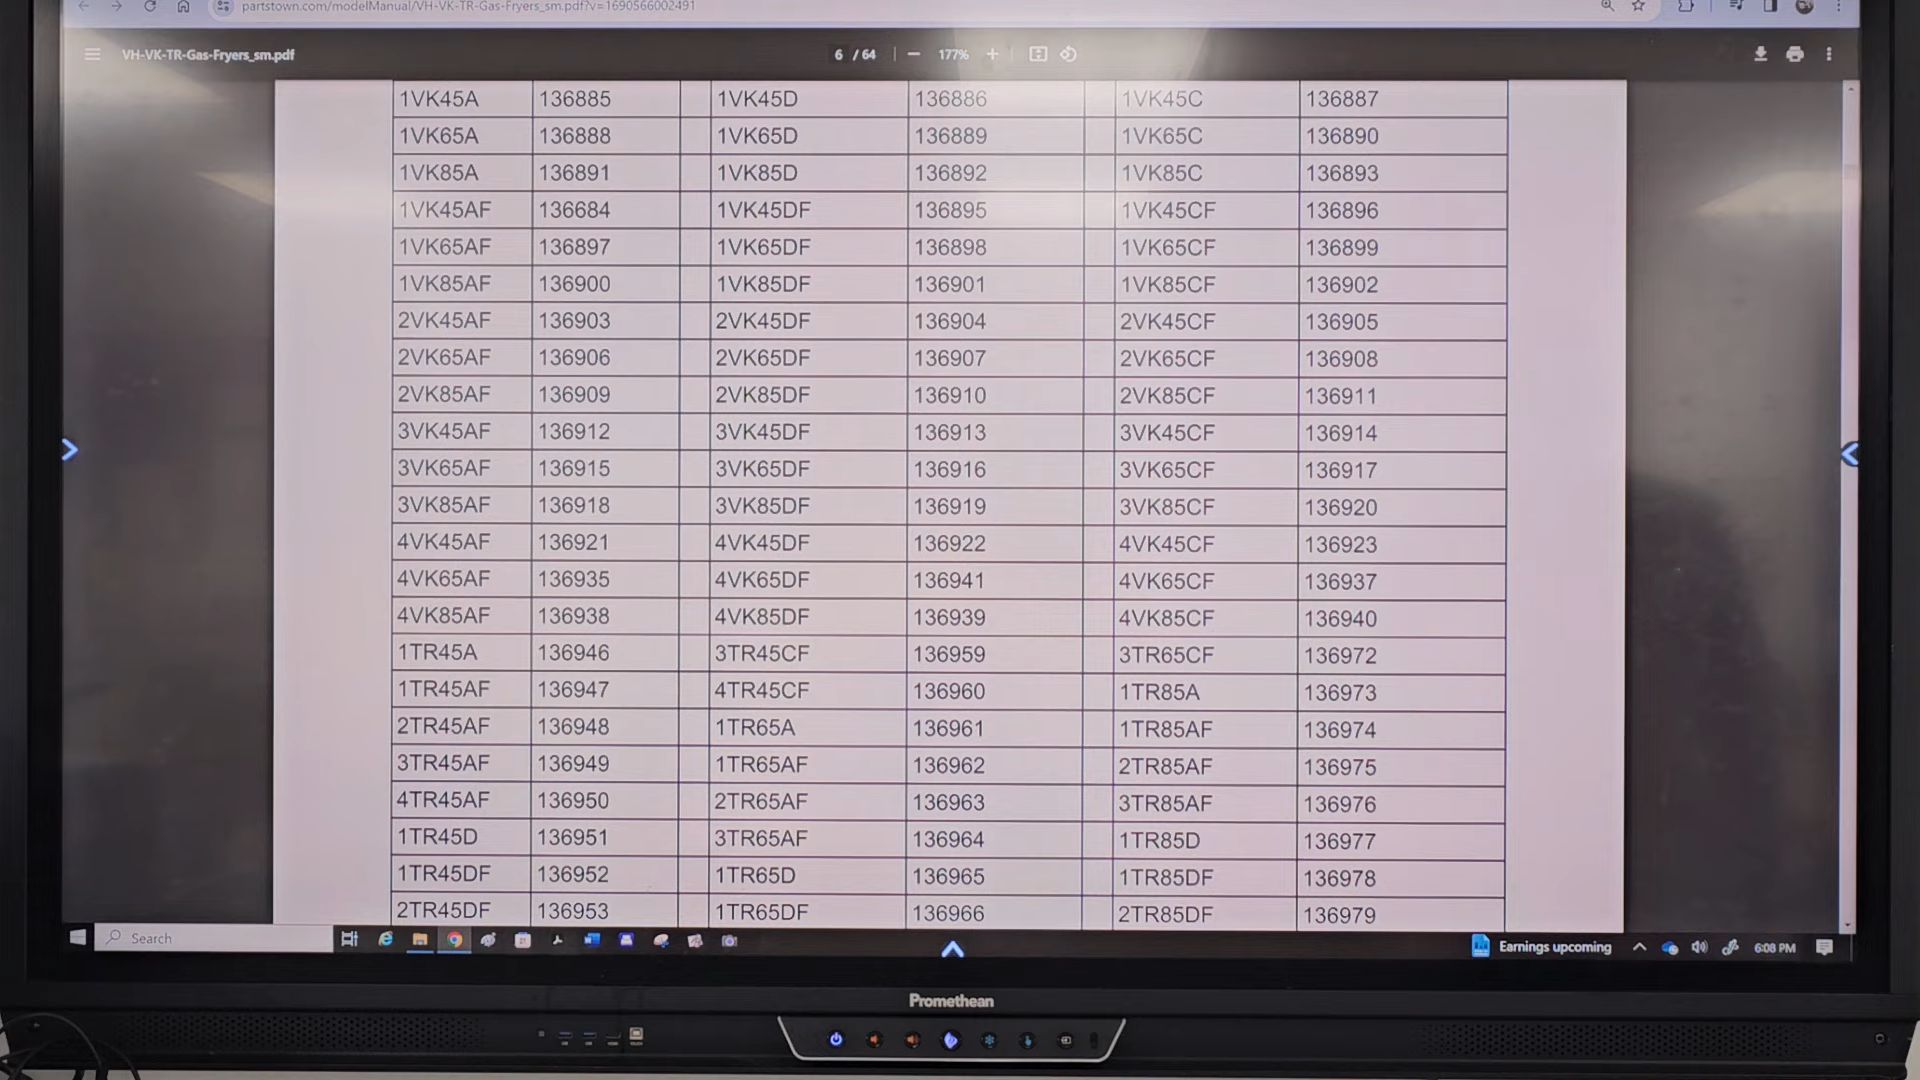 partstown.com/modelManual/VH-VK-TR-Gas-Fryers_sm.pdf?v=1690566002491
VH-VK-TR-Gas-Fryers_sm.pdf 6 / 64 177%
1VK45A 136885 1VK45D 136886 1VK45C 136887
1VK65A 136888 1VK65D 136889 1VK65C 136890
1VK85A 136891 1VK85D 136892 1VK85C 136893
1VK45AF 136684 1VK45DF 136895 1VK45CF 136896
1VK65AF 136897 1VK65DF 136898 1VK65CF 136899
1VK85AF 136900 1VK85DF 136901 1VK85CF 136902
2VK45AF 136903 2VK45DF 136904 2VK45CF 136905
2VK65AF 136906 2VK65DF 136907 2VK65CF 136908
2VK85AF 136909 2VK85DF 136910 2VK85CF 136911
3VK45AF 136912 3VK45DF 136913 3VK45CF 136914
3VK65AF 136915 3VK65DF 136916 3VK65CF 136917
3VK85AF 136918 3VK85DF 136919 3VK85CF 136920
4VK45AF 136921 4VK45DF 136922 4VK45CF 136923
4VK65AF 136935 4VK65DF 136941 4VK65CF 136937
4VK85AF 136938 4VK85DF 136939 4VK85CF 136940
1TR45A 136946 3TR45CF 136959 3TR65CF 136972
1TR45AF 136947 4TR45CF 136960 1TR85A 136973
2TR45AF 136948 1TR65A 136961 1TR85AF 136974
3TR45AF 136949 1TR65AF 136962 2TR85AF 136975
4TR45AF 136950 2TR65AF 136963 3TR85AF 136976
1TR45D 136951 3TR65AF 136964 1TR85D 136977
1TR45DF 136952 1TR65D 136965 1TR85DF 136978
2TR45DF 136953 1TR65DF 136966 2TR85DF 136979
Search Earnings upcoming 6:08 PM
Promethean